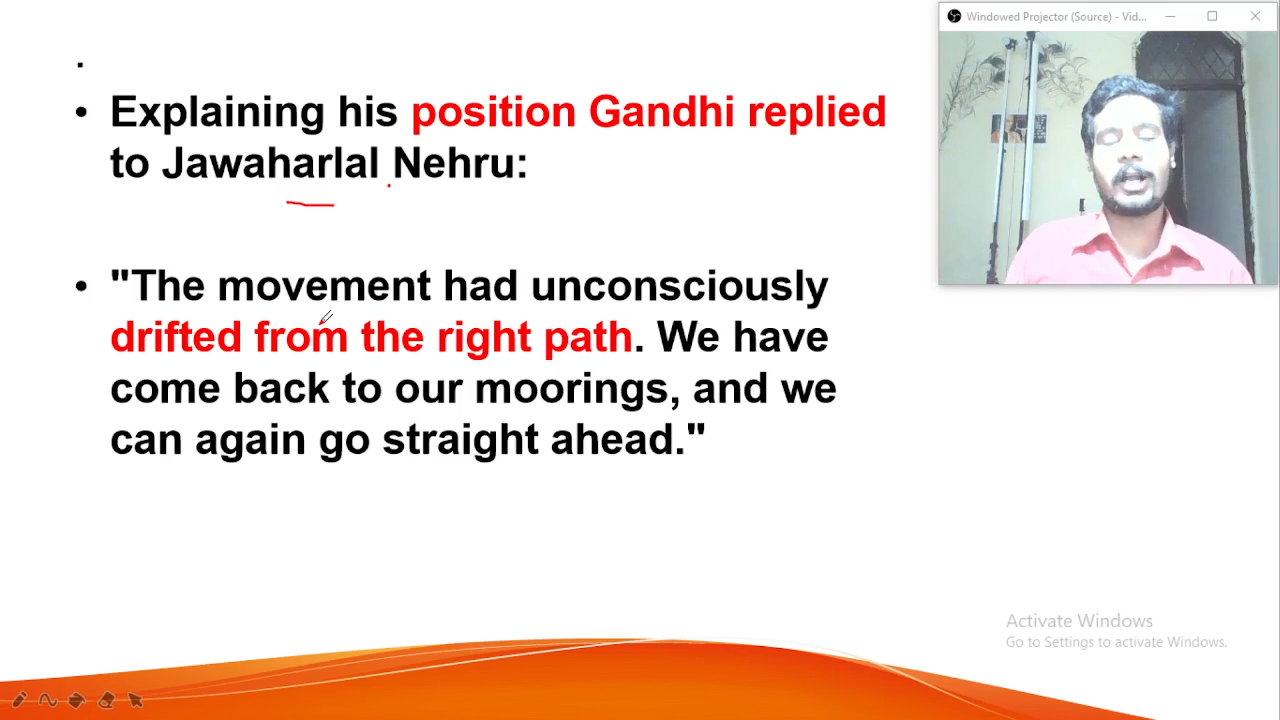 Windowed Projector (Source) - Vid...
• Explaining his position Gandhi replied
to Jawaharlal Nehru:
• "The movement had unconsciously
drifted from the right path. We have
come back to our moorings, and we
can again go straight ahead."
Activate Windows
Go to Settings to activate Windows.